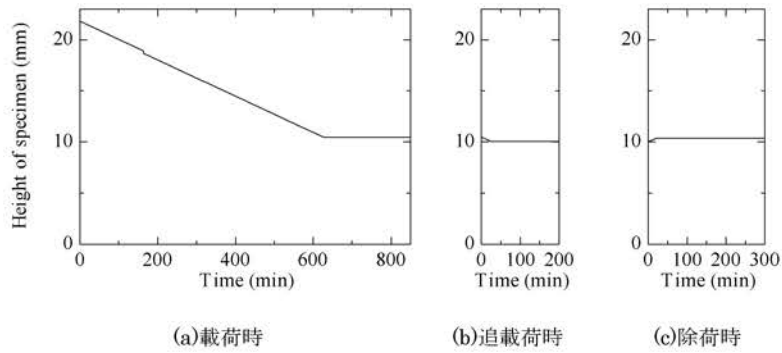 Height of specimen (mm)
20
10
0
0 200 400 600 800
Time (min)
(a)載荷時
20
10
0
0 100 200
Time (min)
(b)追載荷時
20
10
0
0 100 200 300
Time (min)
(c)除荷時